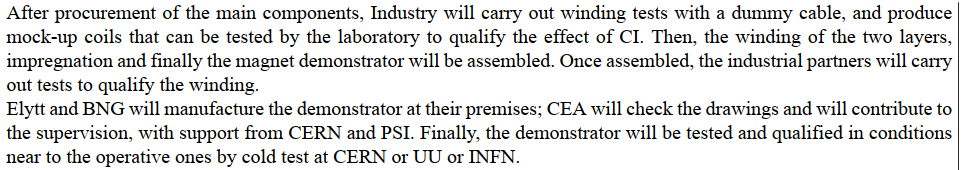 After procurement of the main components, Industry will carry out winding tests with a dummy cable, and produce
mock-up coils that can be tested by the laboratory to qualify the effect of CI. Then, the winding of the two layers,
impregnation and finally the magnet demonstrator will be assembled. Once assembled, the industrial partners will carry
out tests to qualify the winding.
Elytt and BNG will manufacture the demonstrator at their premises; CEA will check the drawings and will contribute to
the supervision, with support from CERN and PSI. Finally, the demonstrator will be tested and qualified in conditions
near to the operative ones by cold test at CERN or UU or INFN.